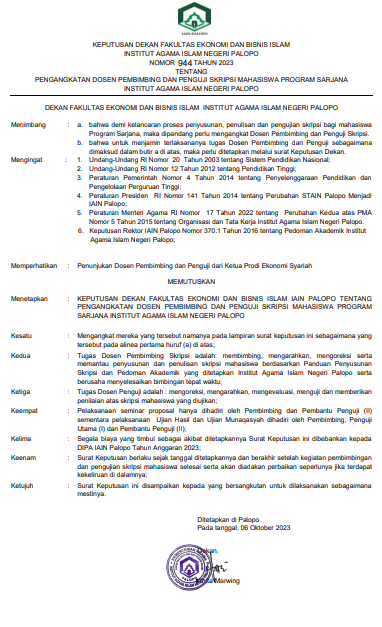 IAIN PALOPO
KEPUTUSAN DEKAN FAKULTAS EKONOMI DAN BISNIS ISLAM
INSTITUT AGAMA ISLAM NEGERI PALOPO
NOMOR 944 TAHUN 2023
TENTANG
PENGANGKATAN DOSEN PEMBIMBING DAN PENGUJI SKRIPSI MAHASISWA PROGRAM SARJANA
INSTITUT AGAMA ISLAM NEGERI PALOPO
DEKAN FAKULTAS EKONOMI DAN BISNIS ISLAM INSTITUT AGAMA ISLAM NEGERI PALOPO
Menimbang : a. bahwa demi kelancaran proses penyusunan, penulisan dan pengujian skripsi bagi mahasiswa
Program Sarjana, maka dipandang perlu mengangkat Dosen Pembimbing dan Penguji Skripsi.
b. bahwa untuk menjamin terlaksananya tugas Dosen Pembimbing dan Penguji sebagaimana
dimaksud dalam butir a di atas, maka perlu ditetapkan melalui surat Keputusan Dekan.
Mengingat : 1. Undang-Undang RI Nomor 20 Tahun 2003 tentang Sistem Pendidikan Nasional;
2. Undang-Undang RI Nomor 12 Tahun 2012 tentang Pendidikan Tinggi;
3. Peraturan Pemerintah Nomor 4 Tahun 2014 tentang Penyelenggaraan Pendidikan dan
Pengelolaan Perguruan Tinggi;
4. Peraturan Presiden RI Nomor 141 Tahun 2014 tentang Perubahan STAIN Palopo Menjadi
IAIN Palopo;
5. Peraturan Menteri Agama RI Nomor 17 Tahun 2022 tentang Perubahan Kedua atas PMA
Nomor 5 Tahun 2015 tentang Organisasi dan Tata Kerja Institut Agama Islam Negeri Palopo.
6. Keputusan Rektor IAIN Palopo Nomor 370.1 Tahun 2016 tentang Pedoman Akademik Institut
Agama Islam Negeri Palopo;
Memperhatikan : Penunjukan Dosen Pembimbing dan Penguji dari Ketua Prodi Ekonomi Syariah
MEMUTUSKAN
Menetapkan : KEPUTUSAN DEKAN FAKULTAS EKONOMI DAN BISNIS ISLAM IAIN PALOPO TENTANG
PENGANGKATAN DOSEN PEMBIMBING DAN PENGUJI SKRIPSI MAHASISWA PROGRAM
SARJANA INSTITUT AGAMA ISLAM NEGERI PALOPO
Kesatu : Mengangkat mereka yang tersebut namanya pada lampiran surat keputusan ini sebagaimana yang
tersebut pada alinea pertama huruf (a) di atas;
Kedua : Tugas Dosen Pembimbing Skripsi adalah: membimbing, mengarahkan, mengoreksi serta
memantau penyusunan dan penulisan skripsi mahasiswa berdasarkan Panduan Penyusunan
Skripsi dan Pedoman Akademik yang ditetapkan Institut Agama Islam Negeri Palopo serta
berusaha menyelesaikan bimbingan tepat waktu;
Ketiga : Tugas Dosen Penguji adalah : mengoreksi, mengarahkan, mengevaluasi, menguji dan memberikan
penilaian atas skripsi mahasiswa yang diujikan;
Keempat : Pelaksanaan seminar proposal hanya dihadiri oleh Pembimbing dan Pembantu Penguji (II)
sementara pelaksanaan Ujian Hasil dan Ujian Munaqasyah dihadiri oleh Pembimbing, Penguji
Utama (I) dan Pembantu Penguji (II);
Kelima : Segala biaya yang timbul sebagai akibat ditetapkannya Surat Keputusan ini dibebankan kepada
DIPA IAIN Palopo Tahun Anggaran 2023;
Keenam : Surat Keputusan berlaku sejak tanggal ditetapkannya dan berakhir setelah kegiatan pembimbingan
dan pengujian skripsi mahasiswa selesai serta akan diadakan perbaikan seperlunya jika terdapat
kekeliruan di dalamnya;
Ketujuh : Surat Keputusan ini disampaikan kepada yang bersangkutan untuk dilaksanakan sebagaimana
mestinya.
Ditetapkan di Palopo
Pada tanggal, 06 Oktober 2023
Dekan,
Marwing